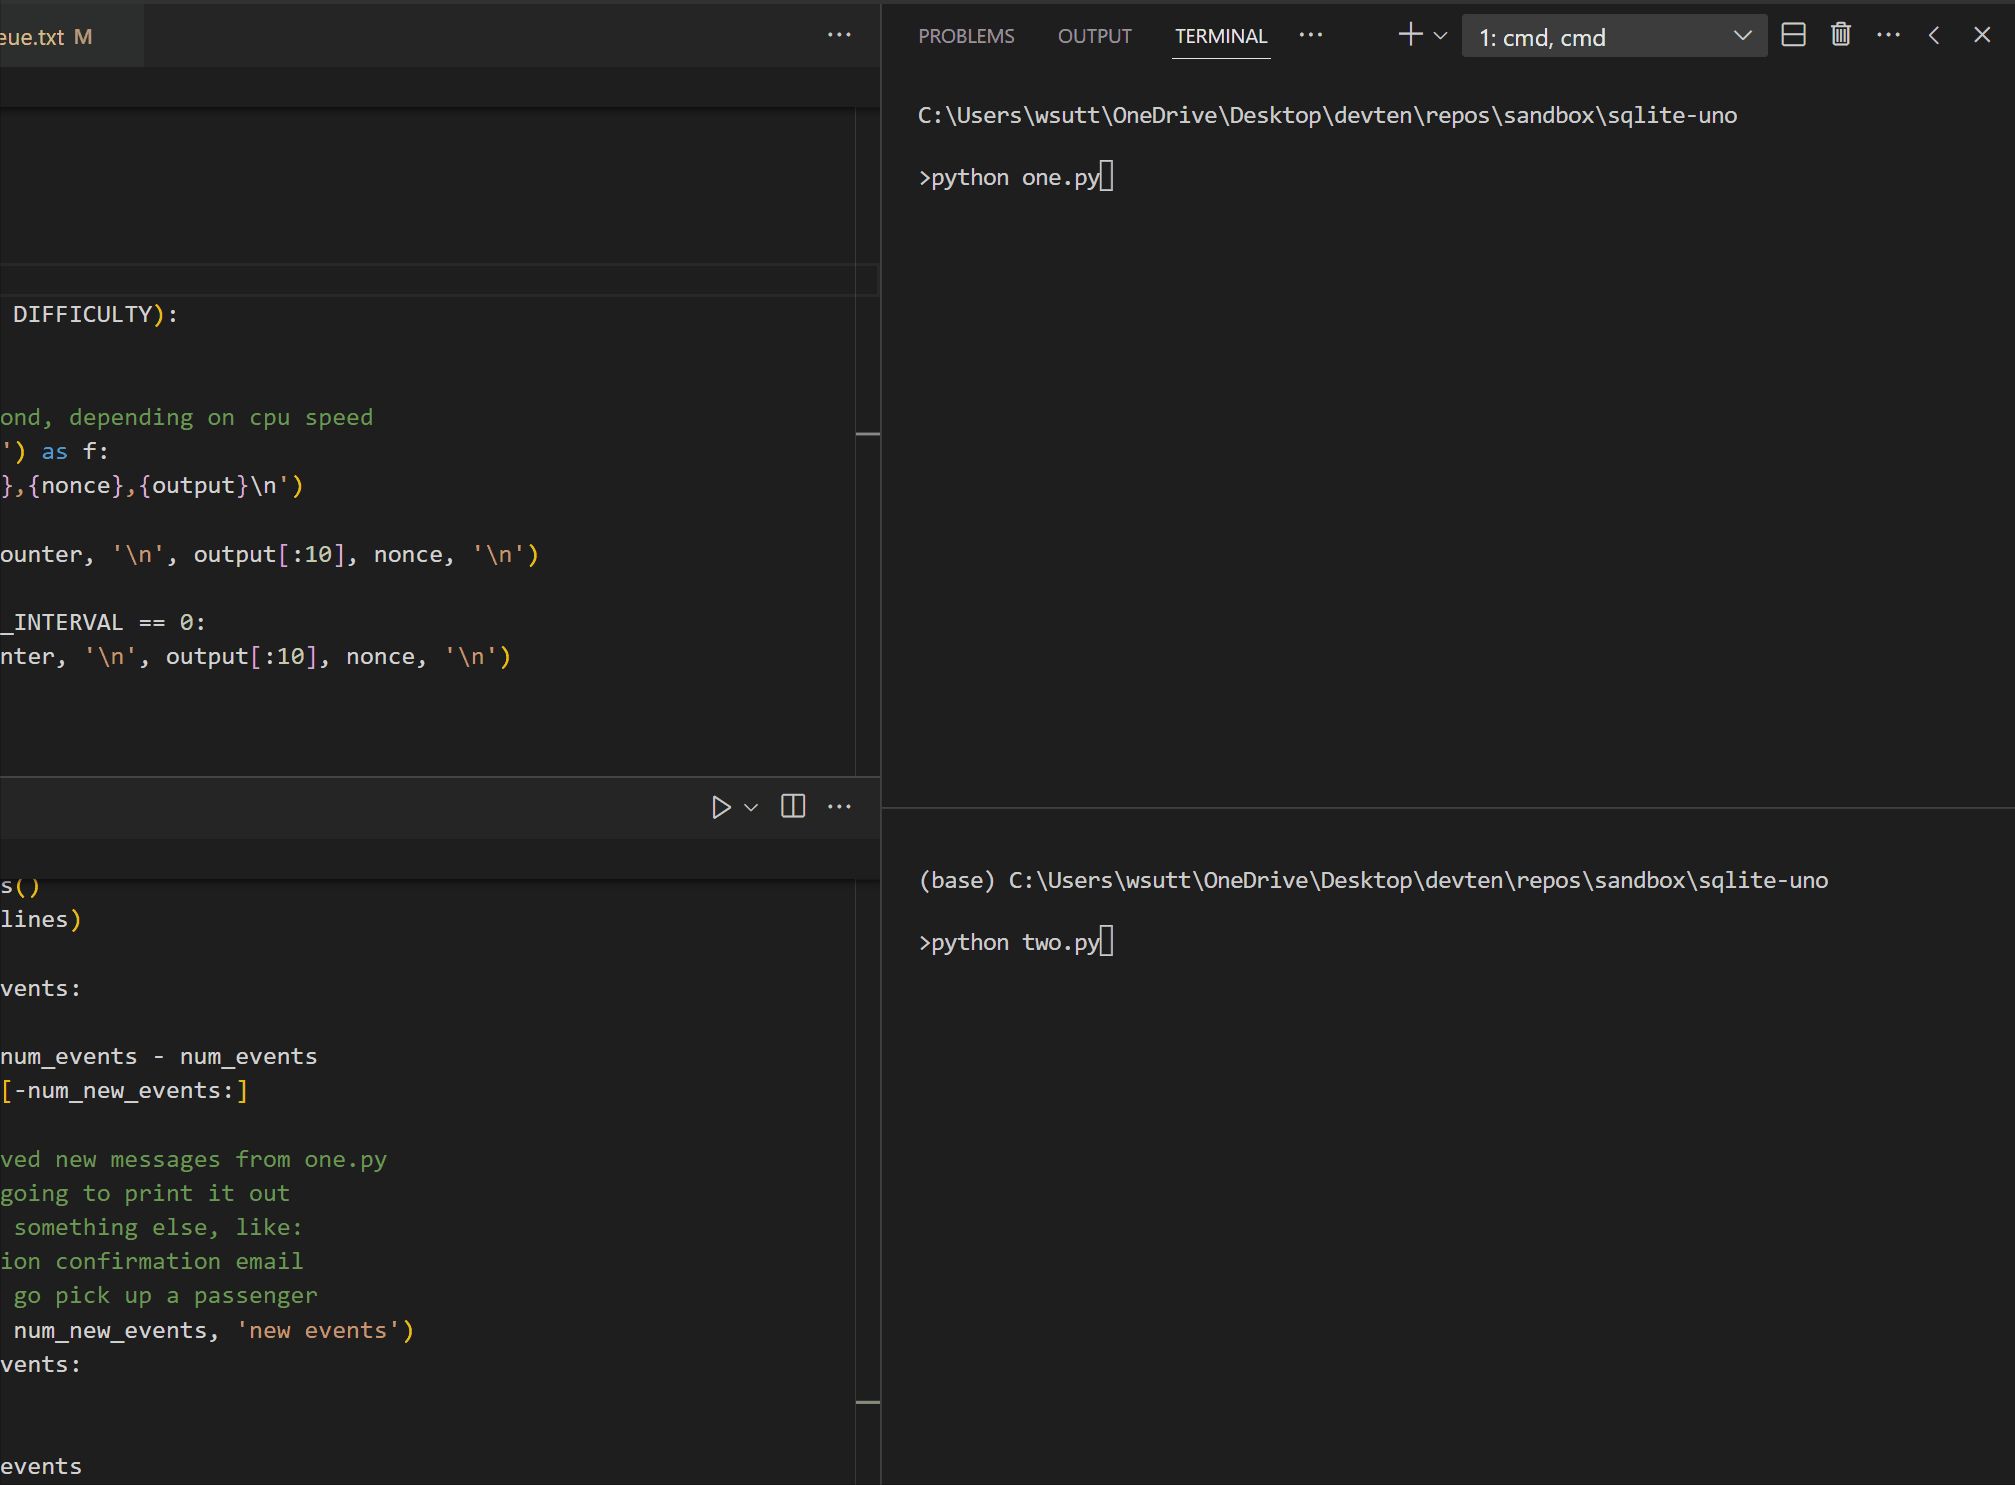 eue.txt M
DIFFICULTY):
ond, depending on cpu speed
') as f:
},{nonce},{output}\n')
ounter, '\n', output[:10], nonce, '\n')
_INTERVAL == 0:
nter, '\n', output[:10], nonce, '\n')
s()
lines)
vents:
num_events - num_events
[-num_new_events:]
ved new messages from one.py
going to print it out
something else, like:
ion confirmation email
go pick up a passenger
num_new_events, 'new events')
vents:
events
PROBLEMS OUTPUT TERMINAL 1: cmd, cmd
C:\Users\wsutt\OneDrive\Desktop\devten\repos\sandbox\sqlite-uno
>python one.py
(base) C:\Users\wsutt\OneDrive\Desktop\devten\repos\sandbox\sqlite-uno
>python two.py